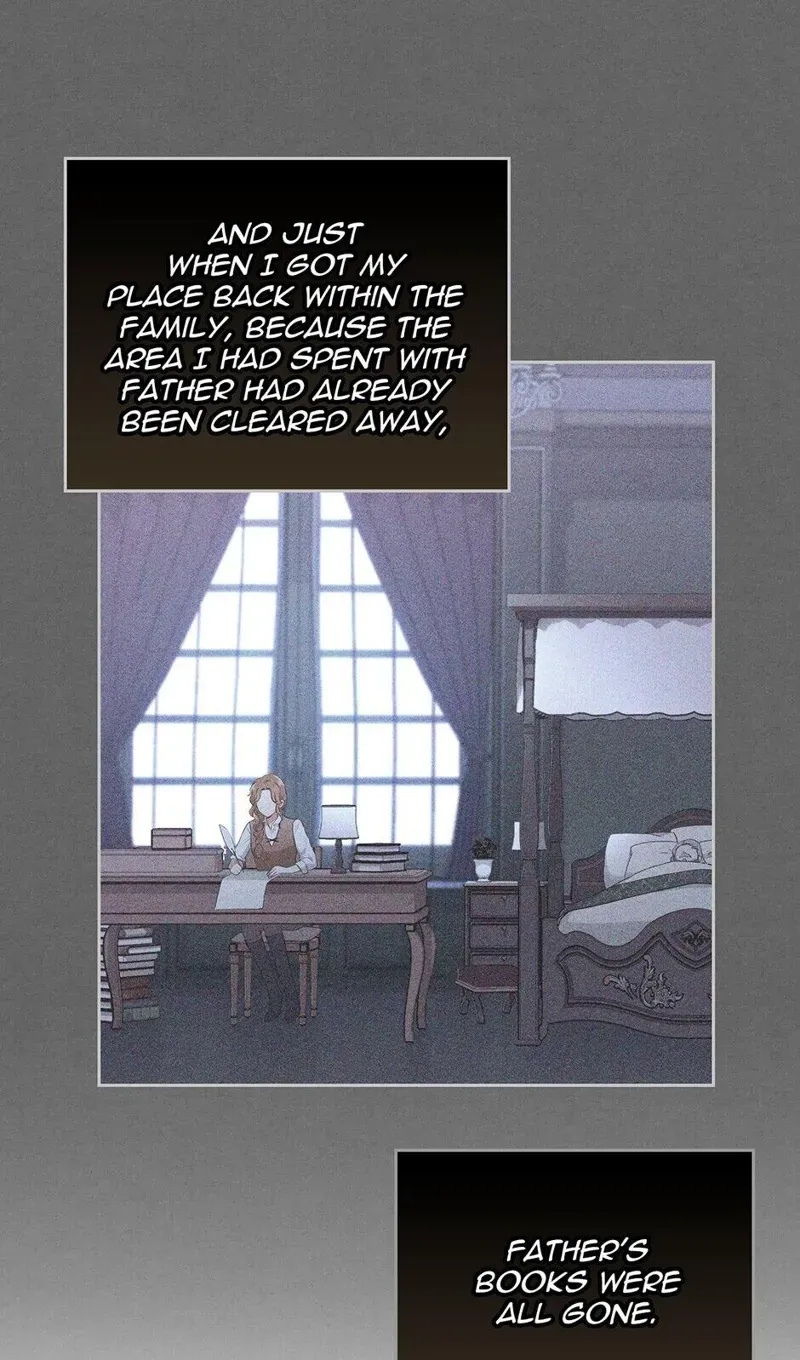 AND JUST
WHEN I GOT MY
PLACE BACK WITHIN THE
FAMILY, BECAUSE THE
AREA I HAD SPENT WITH
FATHER HAD ALREADY
BEEN CLEARED AWAY,
FATHER'S
BOOKS WERE
ALL GONE.